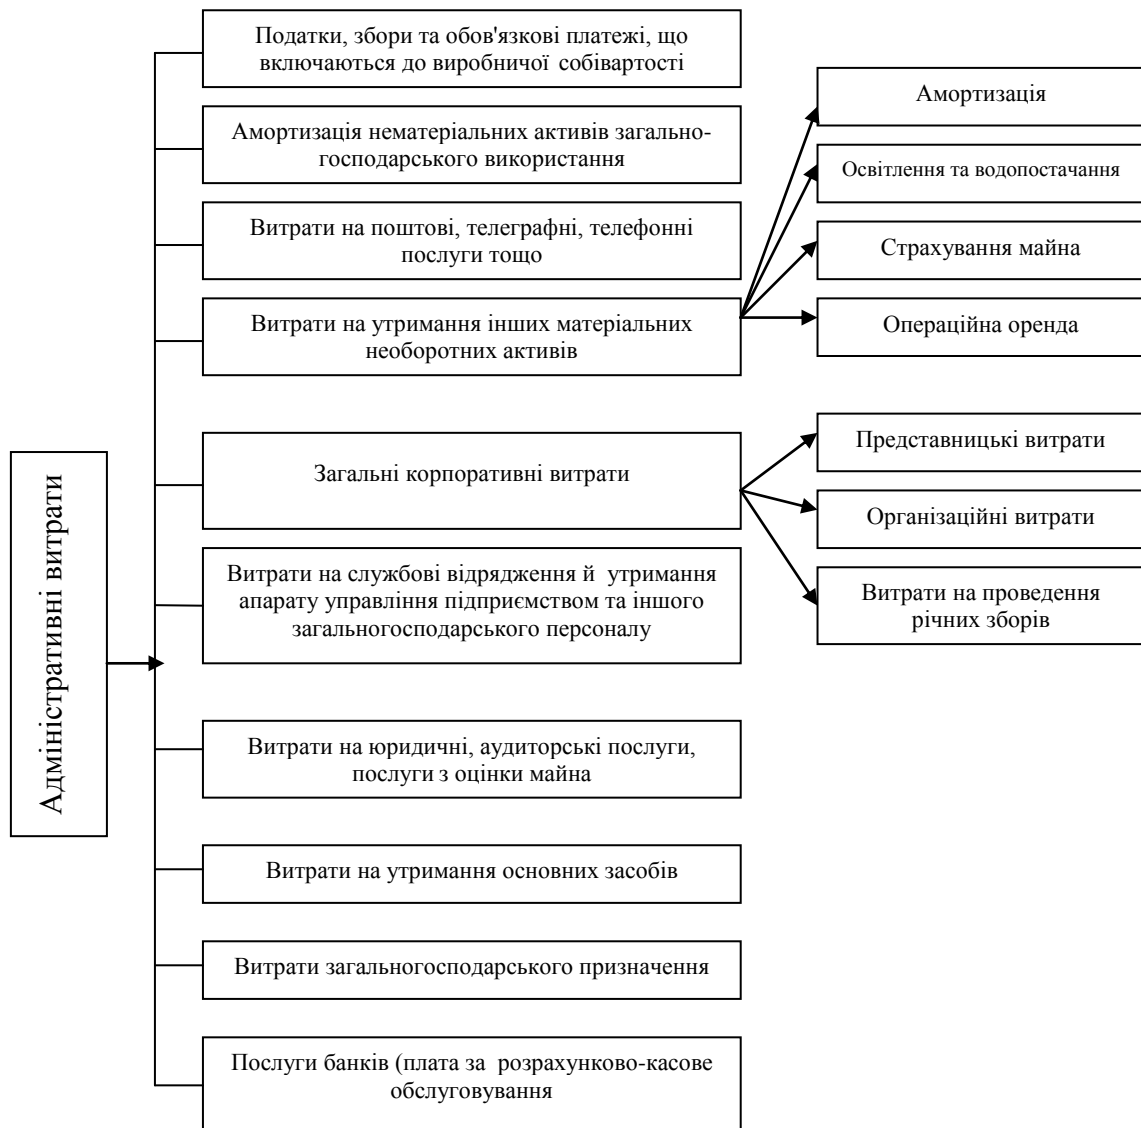 Адміністративні витрати
Податки, збори та обов'язкові платежі, що
включаються до виробничої собівартості
Амортизація нематеріальних активів загально-
господарського використання
Витрати на поштові, телеграфні, телефонні
послуги тощо
Витрати на утримання інших матеріальних
необоротних активів
Амортизація
Освітлення та водопостачання
Страхування майна
Операційна оренда
Загальні корпоративні витрати
Представницькі витрати
Організаційні витрати
Витрати на проведення
річних зборів
Витрати на службові відрядження й утримання
апарату управління підприємством та іншого
загальногосподарського персоналу
Витрати на юридичні, аудиторські послуги,
послуги з оцінки майна
Витрати на утримання основних засобів
Витрати загальногосподарського призначення
Послуги банків (плата за розрахунково-касове
обслуговування